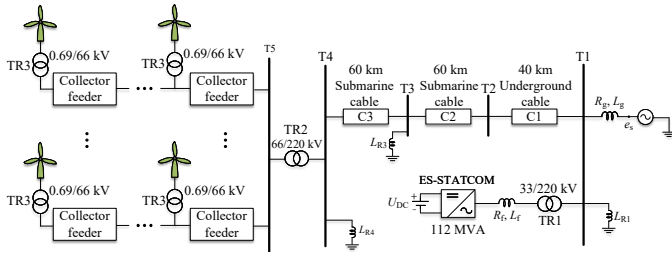 0.69/66 kV
TR3
Collector
feeder
...
0.69/66 kV
TR3
Collector
feeder
0.69/66 kV
TR3
Collector
feeder
...
0.69/66 kV
TR3
Collector
feeder
T5
TR2
66/220 kV
T4
60 km
Submarine
cable
C3
T3
LR3
60 km
Submarine
cable
C2
T2
40 km
Underground
cable
C1
T1
Rg, Lg
es
LR4
ES-STATCOM
UDC
+
-
112 MVA
Rf, Lf
33/220 kV
TR1
LR1